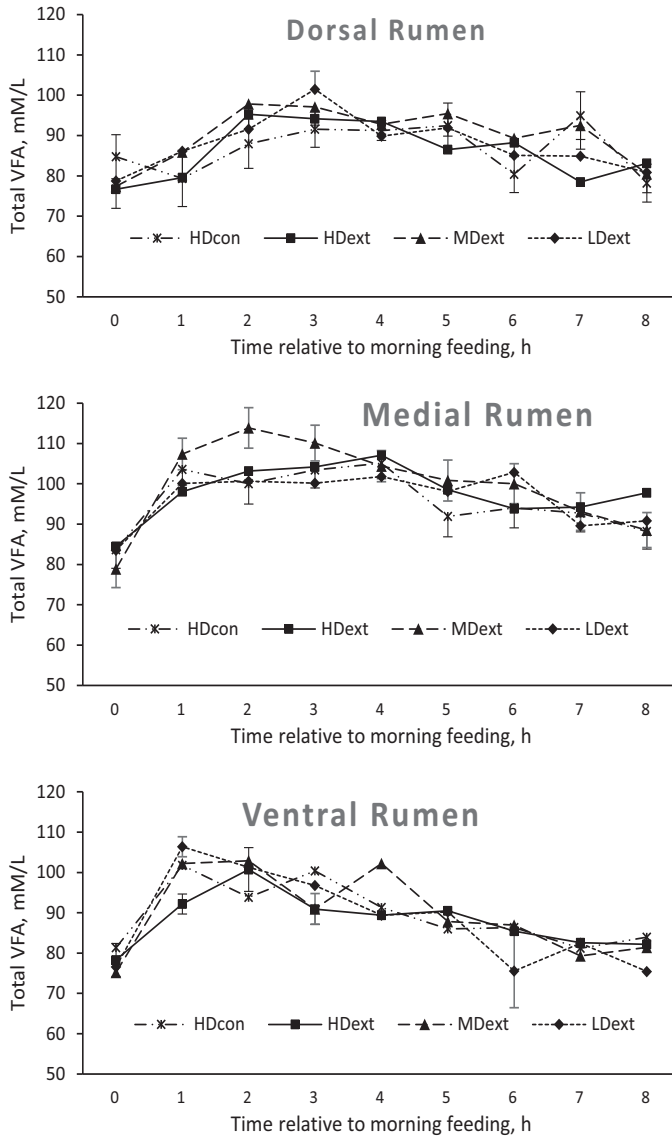 Dorsal Rumen
Total VFA, mM/L
120
110
100
90
80
70
60
50
HDcon HDext MDext LDext
0 1 2 3 4 5 6 7 8
Time relative to morning feeding, h
Medial Rumen
Total VFA, mM/L
120
110
100
90
80
70
60
50
HDcon HDext MDext LDext
0 1 2 3 4 5 6 7 8
Time relative to morning feeding, h
Ventral Rumen
Total VFA, mM/L
120
110
100
90
80
70
60
50
HDcon HDext MDext LDext
0 1 2 3 4 5 6 7 8
Time relative to morning feeding, h